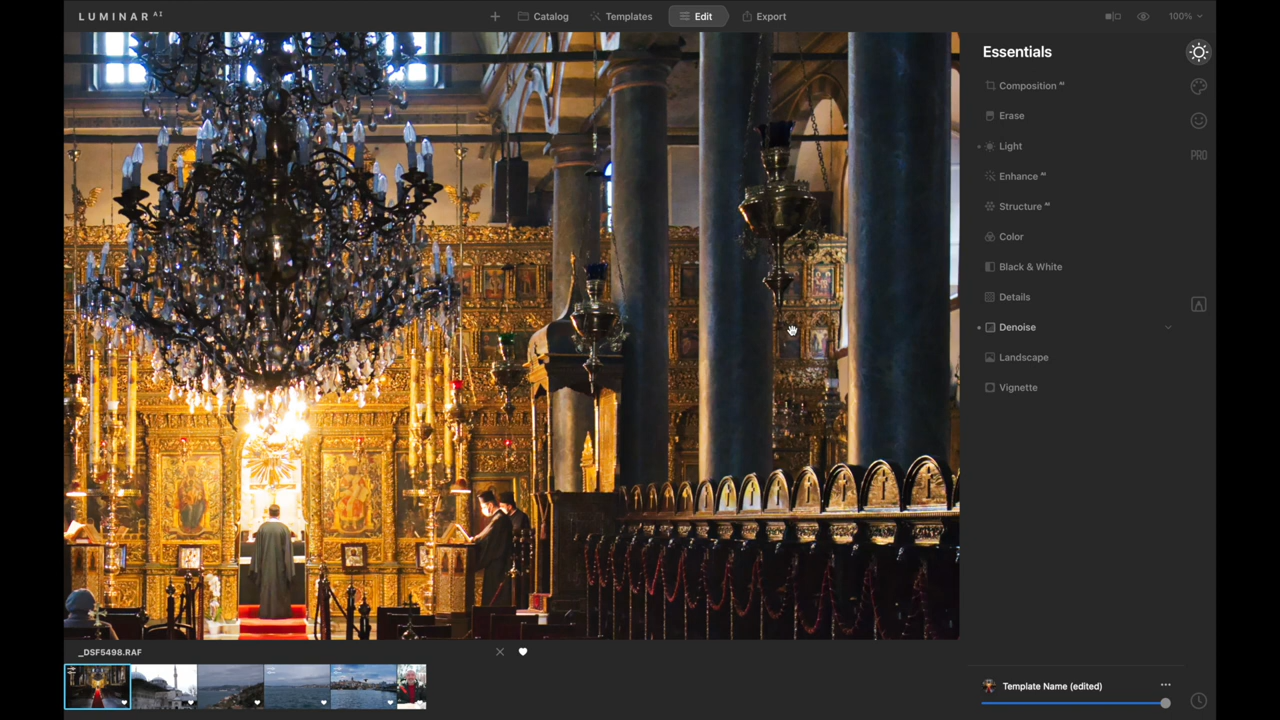 LUMINAR AI
Catalog
Templates
Edit
Export
100%
Essentials
Composition AI
Erase
Light
Enhance AI
Structure AI
Color
Black & White
Details
Denoise
Landscape
Vignette
PRO
_DSF5498.RAF
Template Name (edited)